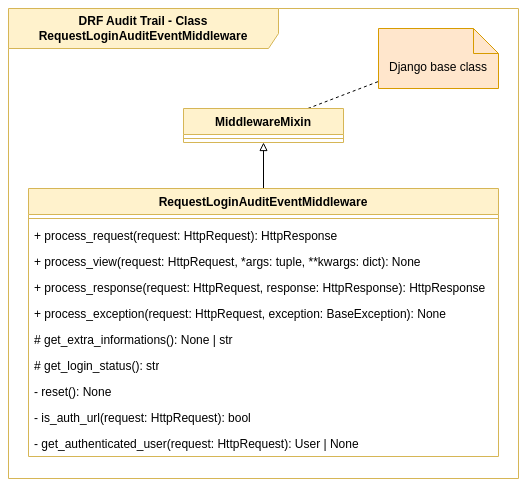 DRF Audit Trail - Class
RequestLoginAuditEventMiddleware
Django base class
MiddlewareMixin
RequestLoginAuditEventMiddleware
+ process_request(request: HttpRequest): HttpResponse
+ process_view(request: HttpRequest, *args: tuple, **kwargs: dict): None
+ process_response(request: HttpRequest, response: HttpResponse): HttpResponse
+ process_exception(request: HttpRequest, exception: BaseException): None
# get_extra_informations(): None | str
# get_login_status(): str
- reset(): None
- is_auth_url(request: HttpRequest): bool
- get_authenticated_user(request: HttpRequest): User | None